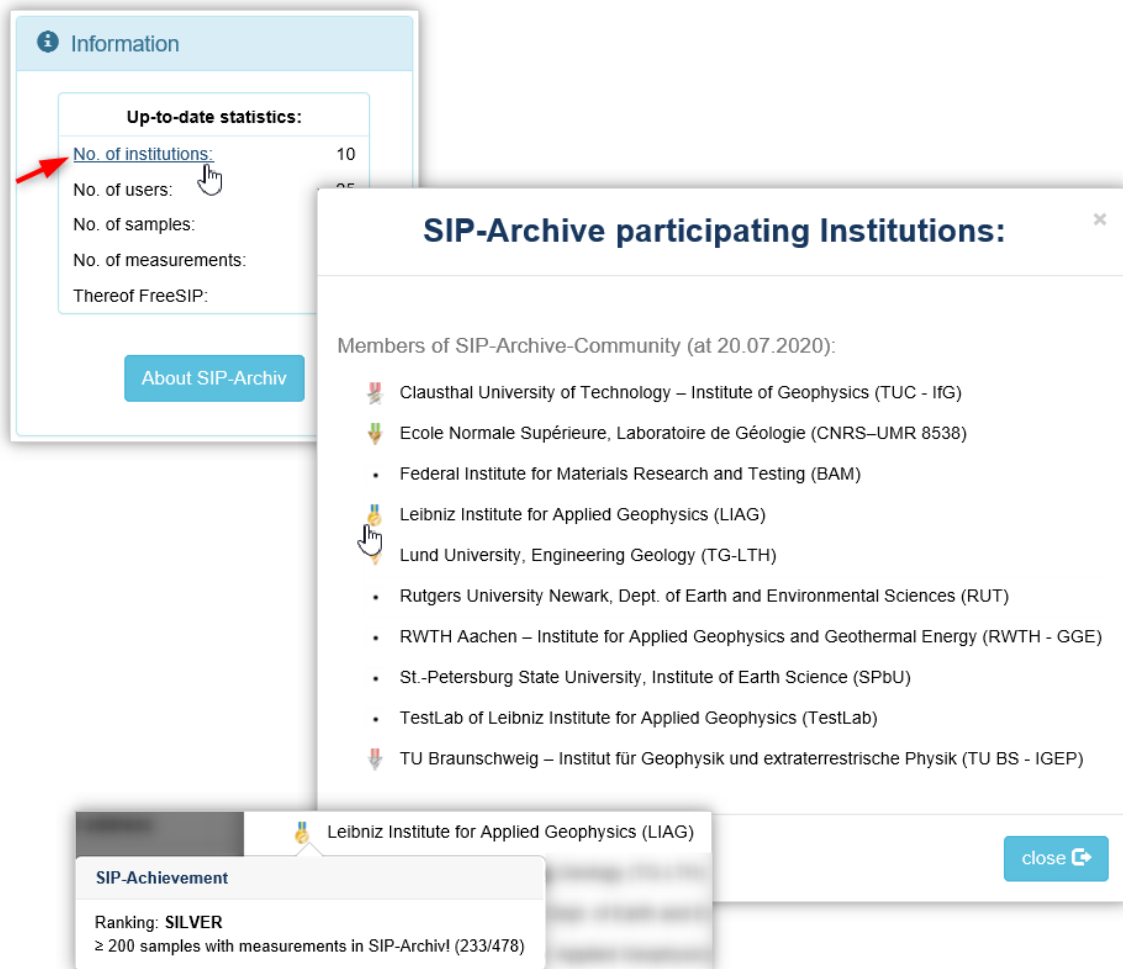 Information
Up-to-date statistics:
No. of institutions: 10
No. of users:
No. of samples:
No. of measurements:
Thereof FreeSIP:
About SIP-Archiv
SIP-Archive participating Institutions:
×
Members of SIP-Archive-Community (at 20.07.2020):
Clausthal University of Technology – Institute of Geophysics (TUC - IfG)
Ecole Normale Supérieure, Laboratoire de Géologie (CNRS–UMR 8538)
• Federal Institute for Materials Research and Testing (BAM)
Leibniz Institute for Applied Geophysics (LIAG)
Lund University, Engineering Geology (TG-LTH)
• Rutgers University Newark, Dept. of Earth and Environmental Sciences (RUT)
• RWTH Aachen – Institute for Applied Geophysics and Geothermal Energy (RWTH - GGE)
• St.-Petersburg State University, Institute of Earth Science (SPbU)
• TestLab of Leibniz Institute for Applied Geophysics (TestLab)
TU Braunschweig – Institut für Geophysik und extraterrestrische Physik (TU BS - IGEP)
close
Leibniz Institute for Applied Geophysics (LIAG)
SIP-Achievement
Ranking: SILVER
≥ 200 samples with measurements in SIP-Archiv! (233/478)